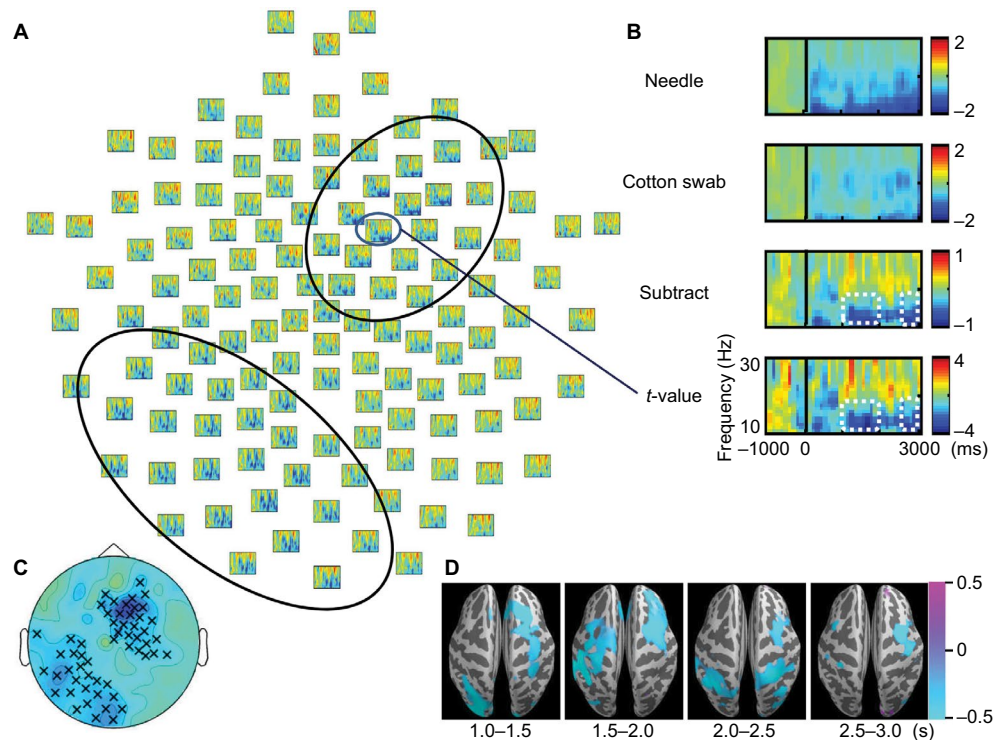 A
B
Needle
2
–2
Cotton swab
2
–2
Subtract
1
–1
t-value
Frequency (Hz)
30
10
4
–4
–1000 0 3000 (ms)
C
D
0.5
0
–0.5
1.0–1.5 1.5–2.0 2.0–2.5 2.5–3.0 (s)